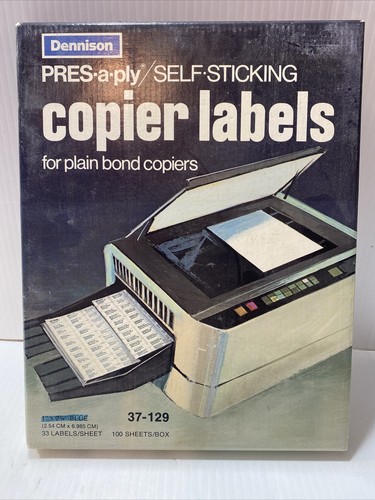 Dennison
PRES•a•ply®/SELF•STICKING
copier labels
for plain bond copiers
BLUE
37-129
(2.54 CM x 6.985 CM)
33 LABELS/SHEET 100 SHEETS/BOX